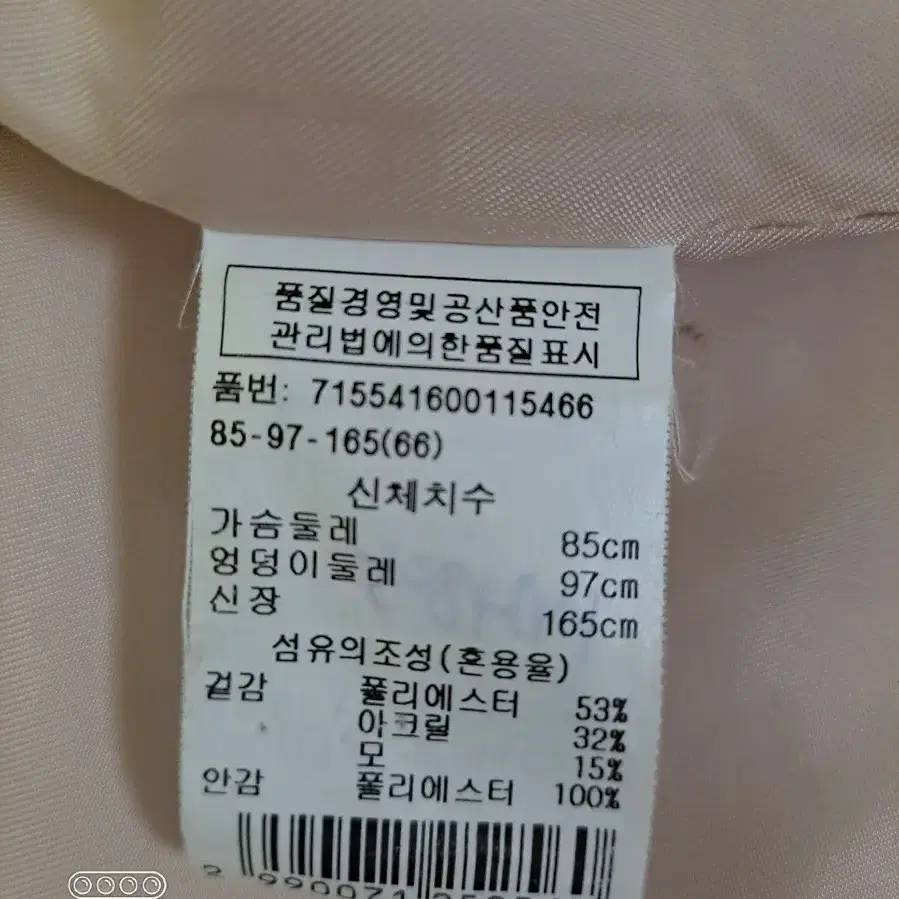 품질경영및공산품안전
관리법에의한품질표시
품번: 715541600115466
85-97-165(66)
신체치수
가슴둘레 85cm
엉덩이둘레 97cm
신장 165cm
섬유의조성(혼용율)
겉감 폴리에스터 53%
아크릴 32%
모 15%
안감 폴리에스터 100%